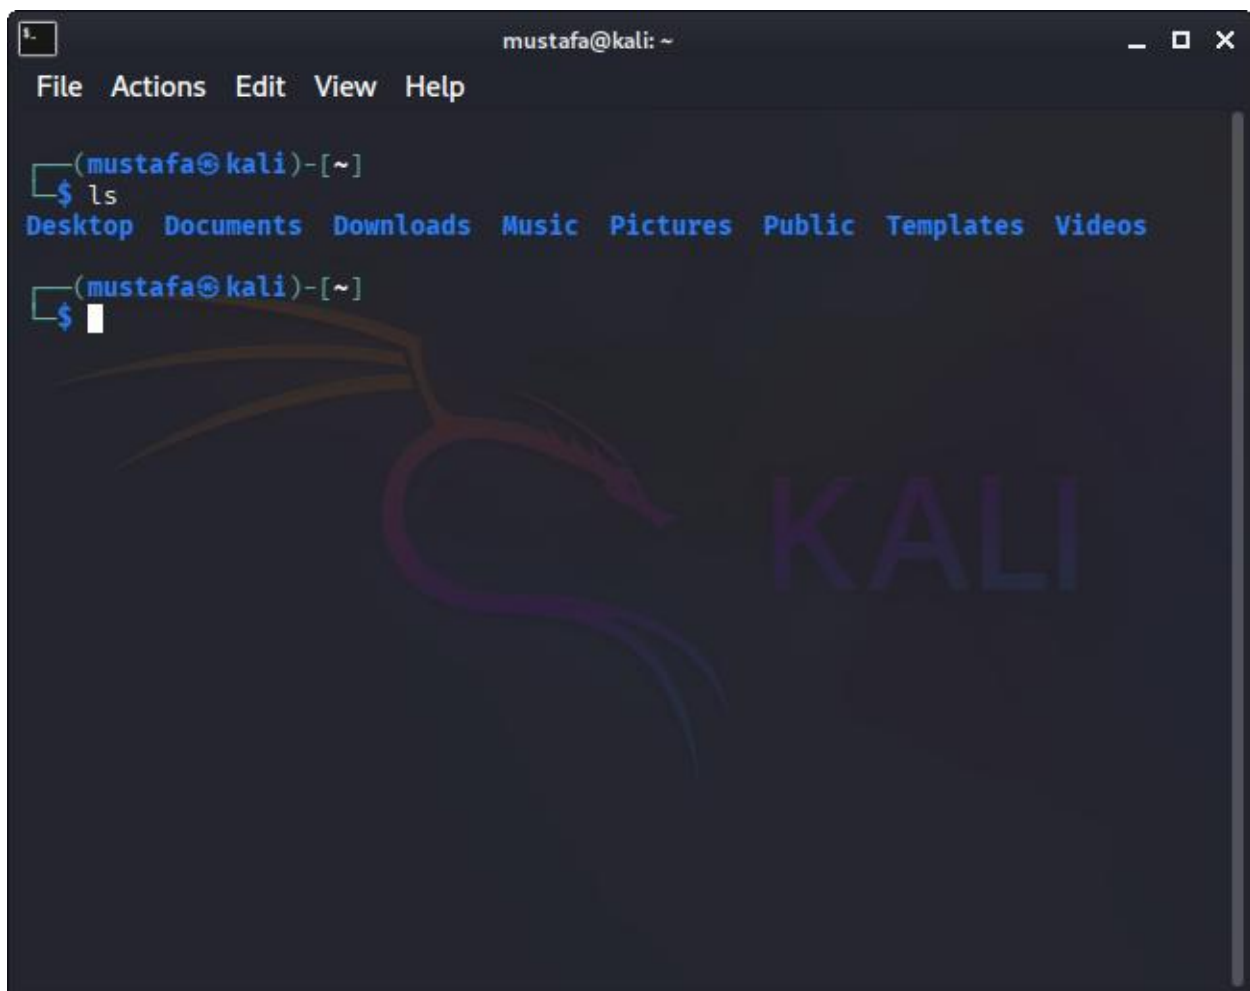 mustafa@kali: ~
File Actions Edit View Help
┌──(mustafa㉿kali)-[~]
└─$ ls
Desktop Documents Downloads Music Pictures Public Templates Videos
┌──(mustafa㉿kali)-[~]
└─$
KALI